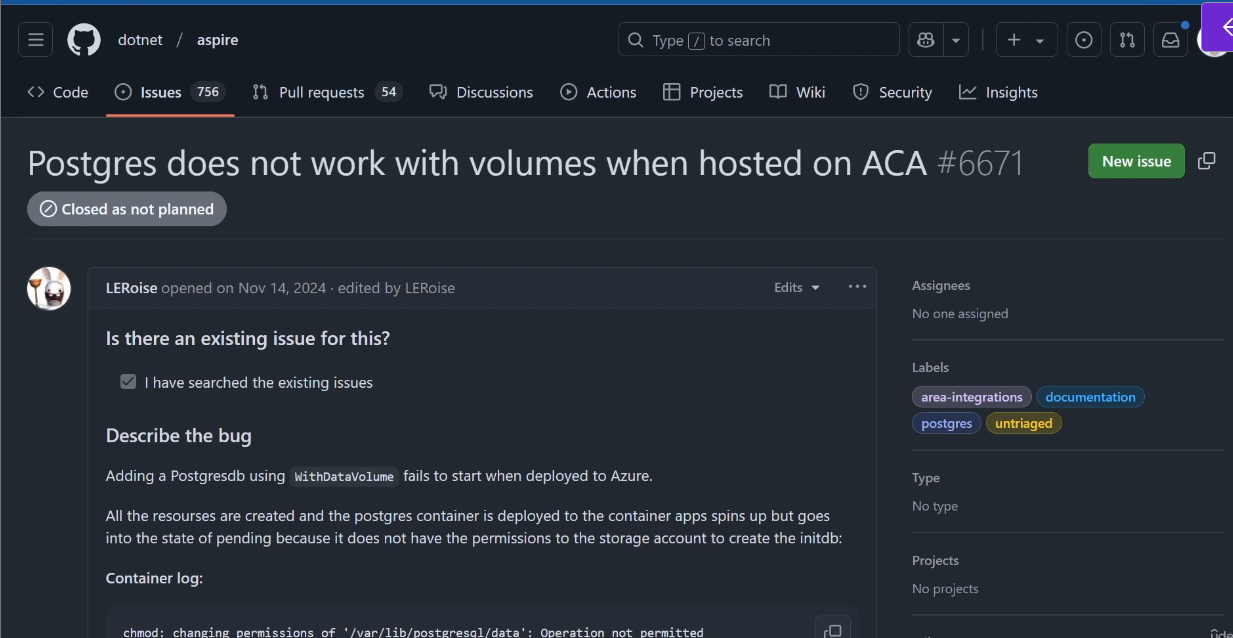 dotnet / aspire
Type / to search
Code
Issues 756
Pull requests 54
Discussions
Actions
Projects
Wiki
Security
Insights
Postgres does not work with volumes when hosted on ACA #6671
New issue
Closed as not planned
LERoise opened on Nov 14, 2024 · edited by LERoise
Edits
Is there an existing issue for this?
I have searched the existing issues
Describe the bug
Adding a Postgresdb using WithDataVolume fails to start when deployed to Azure.
All the resourses are created and the postgres container is deployed to the container apps spins up but goes
into the state of pending because it does not have the permissions to the storage account to create the initdb:
Container log:
chmod: changing permissions of '/var/lib/postgresql/data': Operation not permitted
Assignees
No one assigned
Labels
area-integrations documentation
postgres untriaged
Type
No type
Projects
No projects